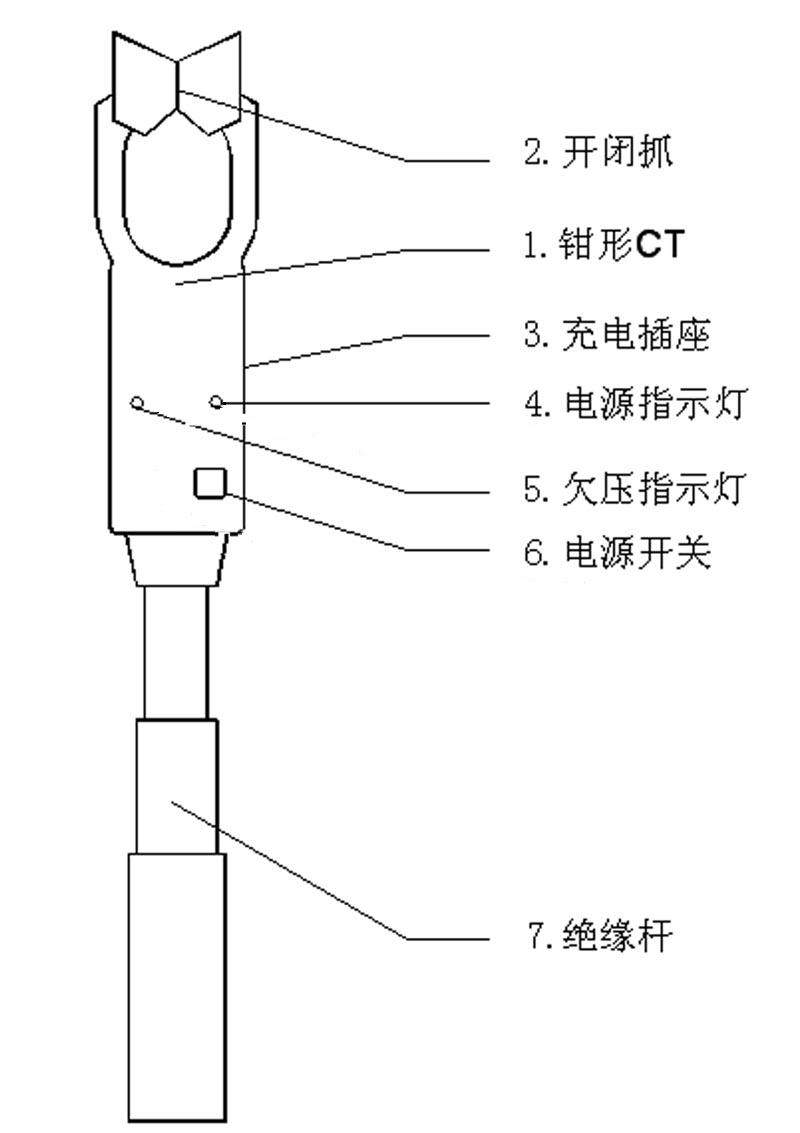 2. 开闭抓
1. 钳形CT
3. 充电插座
4. 电源指示灯
5. 欠压指示灯
6. 电源开关
7. 绝缘杆